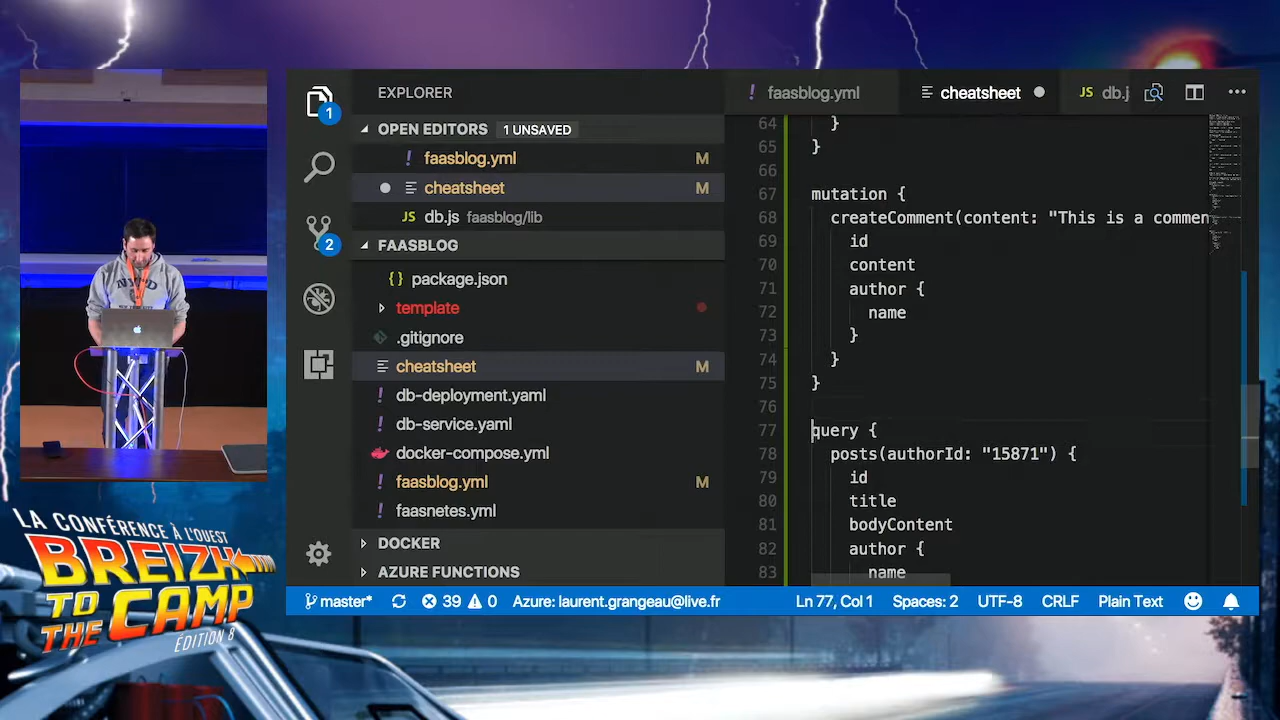 EXPLORER
OPEN EDITORS 1 UNSAVED
! faasblog.yml M
cheatsheet M
JS db.js faasblog/lib
FAASBLOG
{} package.json
template
.gitignore
cheatsheet M
! db-deployment.yaml
! db-service.yaml
docker-compose.yml
! faasblog.yml M
! faasnetes.yml
DOCKER
AZURE FUNCTIONS
1
2
! faasblog.yml
cheatsheet
JS db.j
64 }
65 }
66
67 mutation {
68 createComment(content: "This is a commen
69 id
70 content
71 author {
72 name
73 }
74 }
75 }
76
77 query {
78 posts(authorId: "15871") {
79 id
80 title
81 bodyContent
82 author {
83 name
master* 39 0 Azure: laurent.grangeau@live.fr Ln 77, Col 1 Spaces: 2 UTF-8 CRLF Plain Text
LA CONFÉRENCE À L'OUEST
BREIZH
TO
THE CAMP
ÉDITION 8